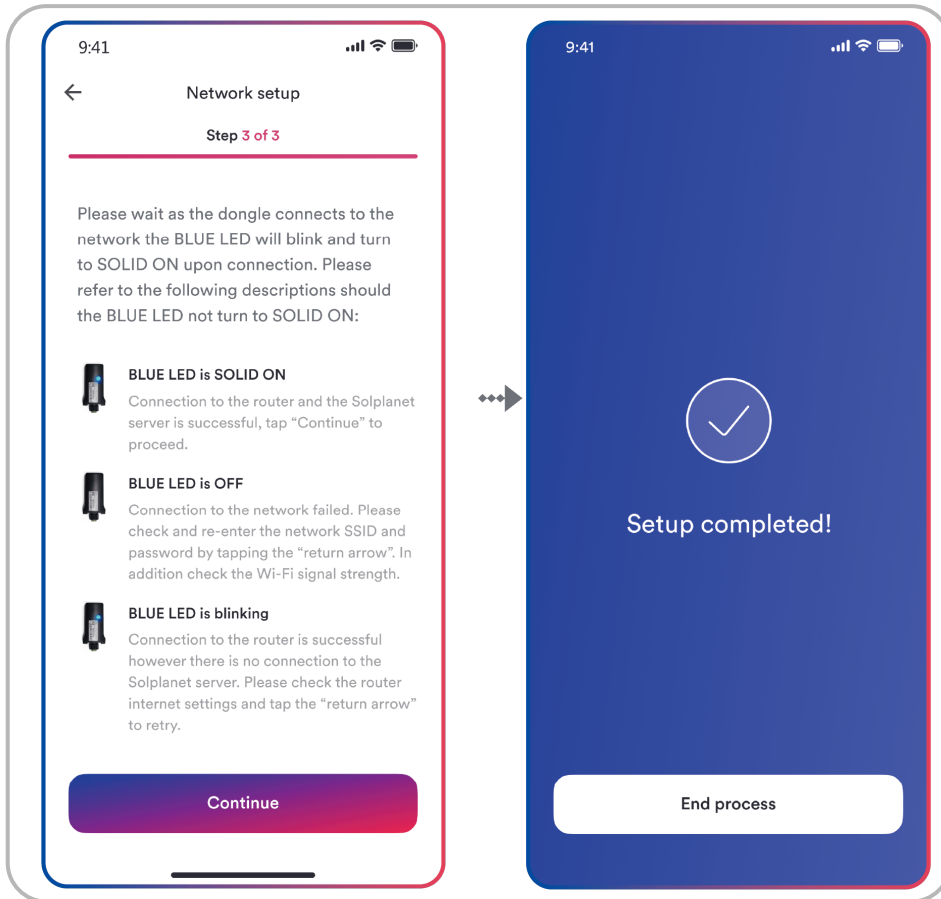 9:41
Network setup
Step 3 of 3
Please wait as the dongle connects to the
network the BLUE LED will blink and turn
to SOLID ON upon connection. Please
refer to the following descriptions should
the BLUE LED not turn to SOLID ON:
BLUE LED is SOLID ON
Connection to the router and the Solplanet
server is successful, tap “Continue” to
proceed.
BLUE LED is OFF
Connection to the network failed. Please
check and re-enter the network SSID and
password by tapping the “return arrow”. In
addition check the Wi-Fi signal strength.
BLUE LED is blinking
Connection to the router is successful
however there is no connection to the
Solplanet server. Please check the router
internet settings and tap the “return arrow”
to retry.
Continue
9:41
Setup completed!
End process